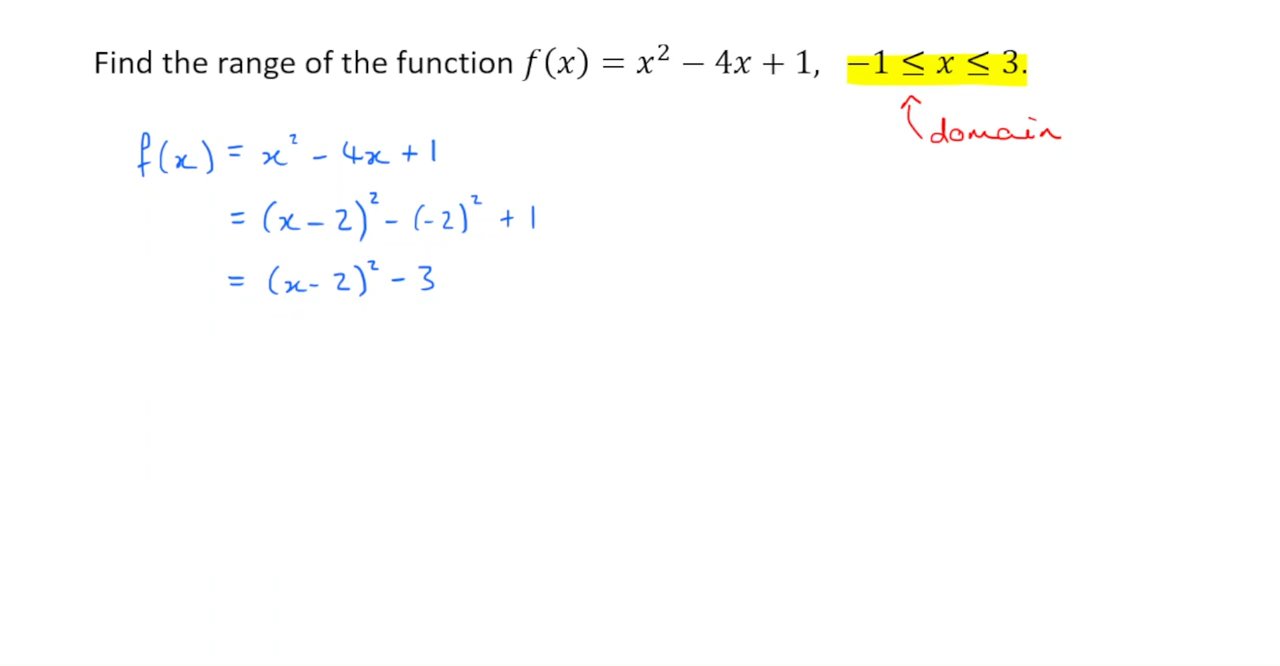 Find the range of the function f(x) = x² − 4x + 1, −1 ≤ x ≤ 3.
domain
f(x) = x² − 4x + 1
= (x − 2)² − (−2)² + 1
= (x − 2)² − 3